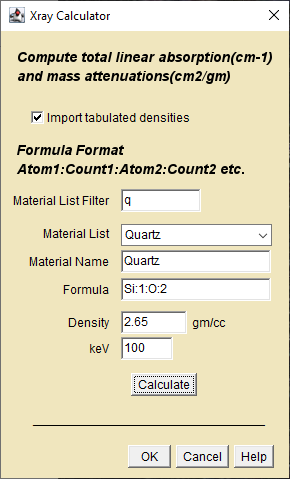 Xray Calculator
Compute total linear absorption(cm-1)
and mass attenuations(cm2/gm)
Import tabulated densities
Formula Format
Atom1:Count1:Atom2:Count2 etc.
Material List Filter q
Material List Quartz
Material Name Quartz
Formula Si:1:O:2
Density 2.65 gm/cc
keV 100
Calculate
OK Cancel Help